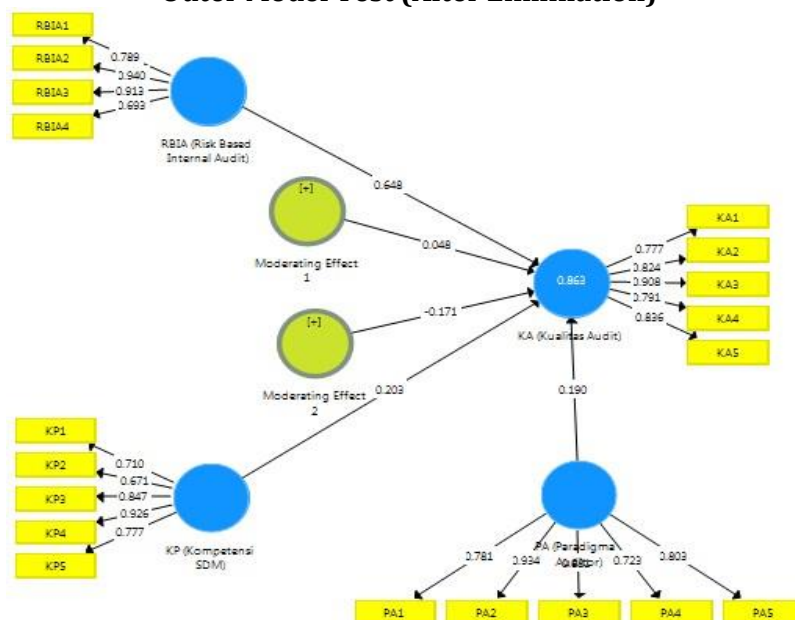 Outer Model Test (After Elimination)
RBIA1
RBIA2
RBIA3
RBIA4
0.789
0.940
0.913
0.693
RBIA (Risk Based
Internal Audit)
0.648
[+]
Moderating Effect
1
0.048
[+]
Moderating Effect
2
-0.171
0.863
KA (Kualitas Audit)
KA1
KA2
KA3
KA4
KA5
0.777
0.824
0.908
0.791
0.836
0.203
0.190
KP1
KP2
KP3
KP4
KP5
0.710
0.671
0.847
0.926
0.777
KP (Kompetensi
SDM)
PA (Paradigma
Auditor)
0.781
0.934
0.723
0.803
PA1
PA2
PA3
PA4
PA5